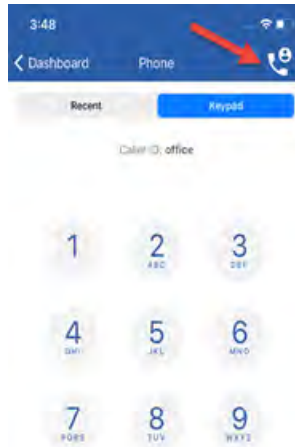 3:48
Dashboard Phone
Recent Keypad
Caller ID: office
1 2 3
ABC DEF
4 5 6
GHI JKL MNO
7 8 9
PQRS TUV WXYZ